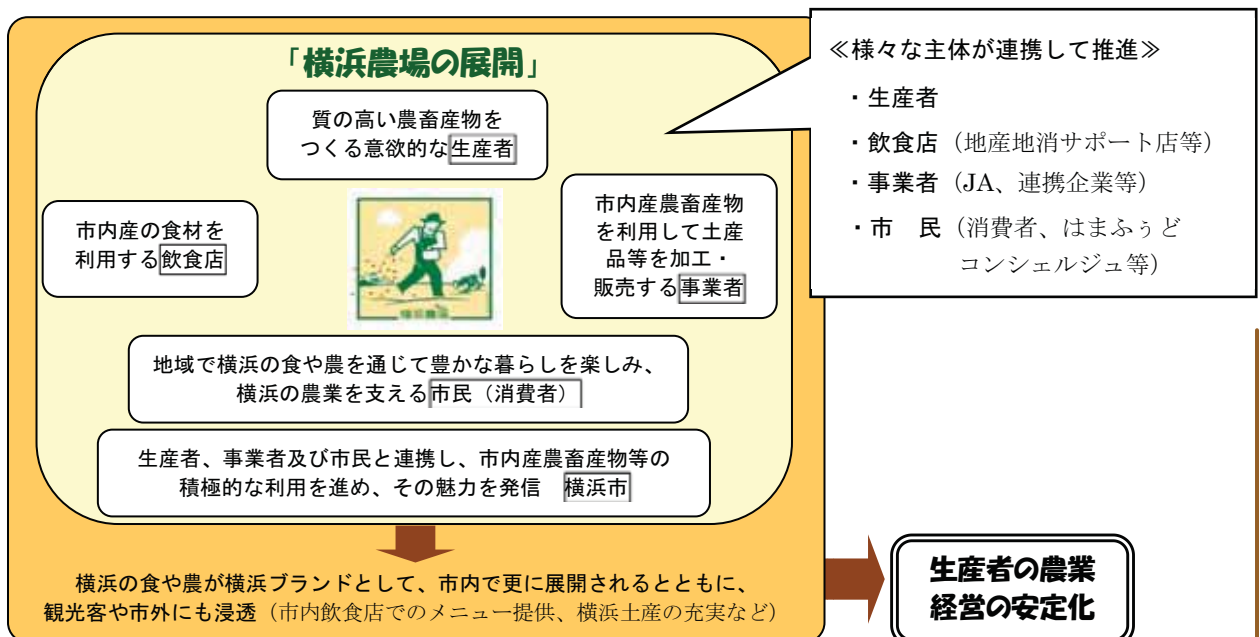 「横浜農場の展開」
質の高い農畜産物を
つくる意欲的な生産者
市内産の食材を
利用する飲食店
市内産農畜産物
を利用して土産
品等を加工・
販売する事業者
横浜農場
地域で横浜の食や農を通じて豊かな暮らしを楽しみ、
横浜の農業を支える市民（消費者）
生産者、事業者及び市民と連携し、市内産農畜産物等の
積極的な利用を進め、その魅力を発信　横浜市
横浜の食や農が横浜ブランドとして、市内で更に展開されるとともに、
観光客や市外にも浸透（市内飲食店でのメニュー提供、横浜土産の充実など）
≪様々な主体が連携して推進≫
・生産者
・飲食店（地産地消サポート店等）
・事業者（JA、連携企業等）
・市　民（消費者、はまふぅど
コンシェルジュ等）
生産者の農業
経営の安定化